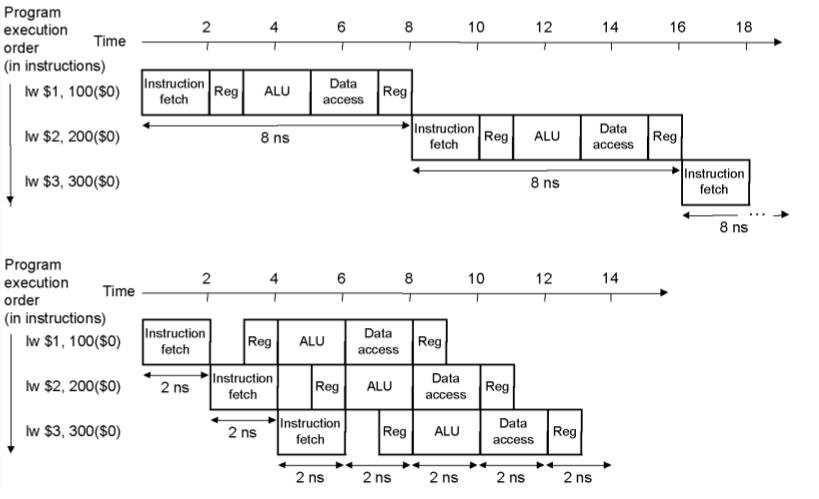 Program
execution
order
(in instructions)
Time
2 4 6 8 10 12 14 16 18
lw $1, 100($0)
Instruction
fetch
Reg
ALU
Data
access
Reg
8 ns
lw $2, 200($0)
Instruction
fetch
Reg
ALU
Data
access
Reg
8 ns
lw $3, 300($0)
Instruction
fetch
...
8 ns
Program
execution
order
(in instructions)
Time
2 4 6 8 10 12 14
lw $1, 100($0)
Instruction
fetch
Reg
ALU
Data
access
Reg
2 ns
lw $2, 200($0)
Instruction
fetch
Reg
ALU
Data
access
Reg
2 ns
lw $3, 300($0)
Instruction
fetch
Reg
ALU
Data
access
Reg
2 ns 2 ns 2 ns 2 ns 2 ns